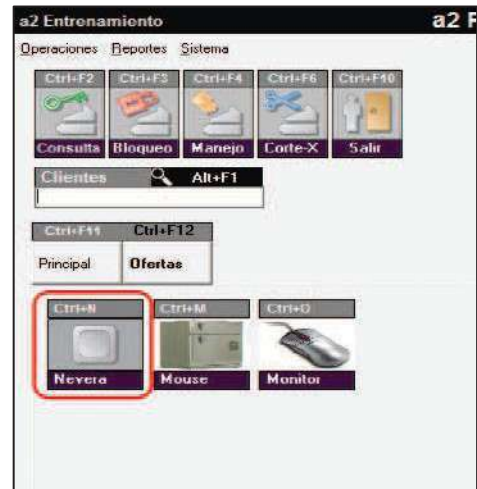 a2 Entrenamiento a2 F
Operaciones Reportes Sistema
Ctrl+F2 Ctrl+F3 Ctrl+F4 Ctrl+F6 Ctrl+F10
Consulta Bloqueo Manejo Corte-X Salir
Clientes Alt+F1
Ctrl+F11 Ctrl+F12
Principal Ofertas
Ctrl+N Ctrl+M Ctrl+O
Nevera Mouse Monitor